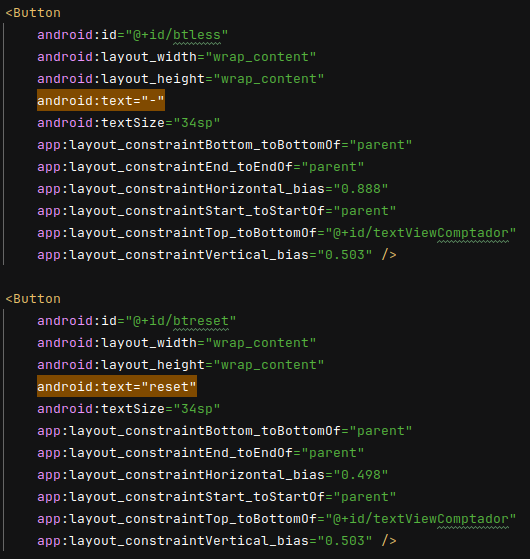 <Button
android:id="@+id/btless"
android:layout_width="wrap_content"
android:layout_height="wrap_content"
android:text="-"
android:textSize="34sp"
app:layout_constraintBottom_toBottomOf="parent"
app:layout_constraintEnd_toEndOf="parent"
app:layout_constraintHorizontal_bias="0.888"
app:layout_constraintStart_toStartOf="parent"
app:layout_constraintTop_toBottomOf="@+id/textViewComptador"
app:layout_constraintVertical_bias="0.503" />
<Button
android:id="@+id/btreset"
android:layout_width="wrap_content"
android:layout_height="wrap_content"
android:text="reset"
android:textSize="34sp"
app:layout_constraintBottom_toBottomOf="parent"
app:layout_constraintEnd_toEndOf="parent"
app:layout_constraintHorizontal_bias="0.498"
app:layout_constraintStart_toStartOf="parent"
app:layout_constraintTop_toBottomOf="@+id/textViewComptador"
app:layout_constraintVertical_bias="0.503" />